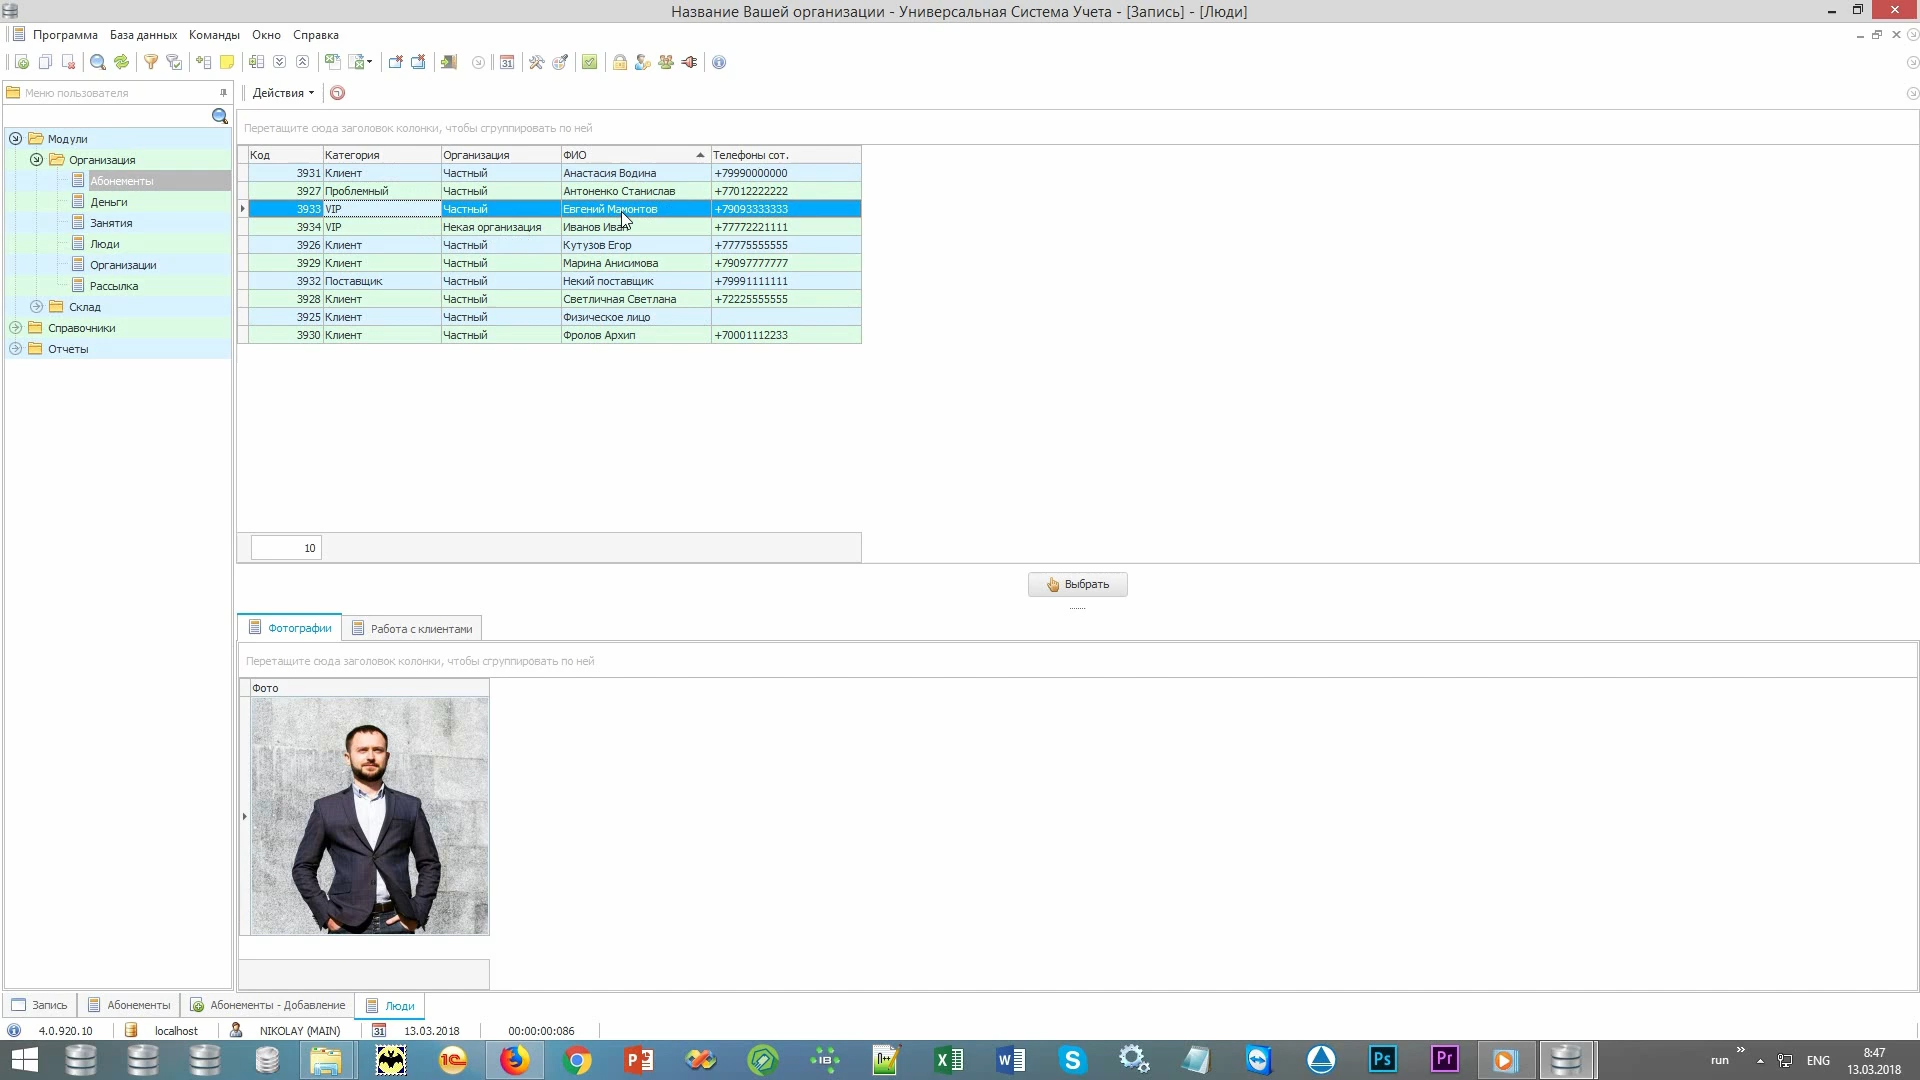 Название Вашей организации - Универсальная Система Учета - [Запись] - [Люди]
Программа База данных Команды Окно Справка
Меню пользователя
Действия
Перетащите сюда заголовок колонки, чтобы сгруппировать по ней
Модули
Организация
Абонементы
Деньги
Занятия
Люди
Организации
Рассылка
Склад
Справочники
Отчеты
Код Категория Организация ФИО Телефоны сот.
3931 Клиент Частный Анастасия Водина +79990000000
3927 Проблемный Частный Антоненко Станислав +77012222222
3933 VIP Частный Евгений Мамонтов +79093333333
3934 VIP Некая организация Иванов Иван +77772221111
3926 Клиент Частный Кутузов Егор +77775555555
3929 Клиент Частный Марина Анисимова +79097777777
3932 Поставщик Частный Некий поставщик +79991111111
3928 Клиент Частный Светличная Светлана +72225555555
3925 Клиент Частный Физическое лицо
3930 Клиент Частный Фролов Архип +70001112233
10
Выбрать
Фотографии Работа с клиентами
Перетащите сюда заголовок колонки, чтобы сгруппировать по ней
Фото
Запись Абонементы Абонементы - Добавление Люди
4.0.920.10 localhost NIKOLAY (MAIN) 31 13.03.2018 00:00:00:086
run ENG 8:47
13.03.2018